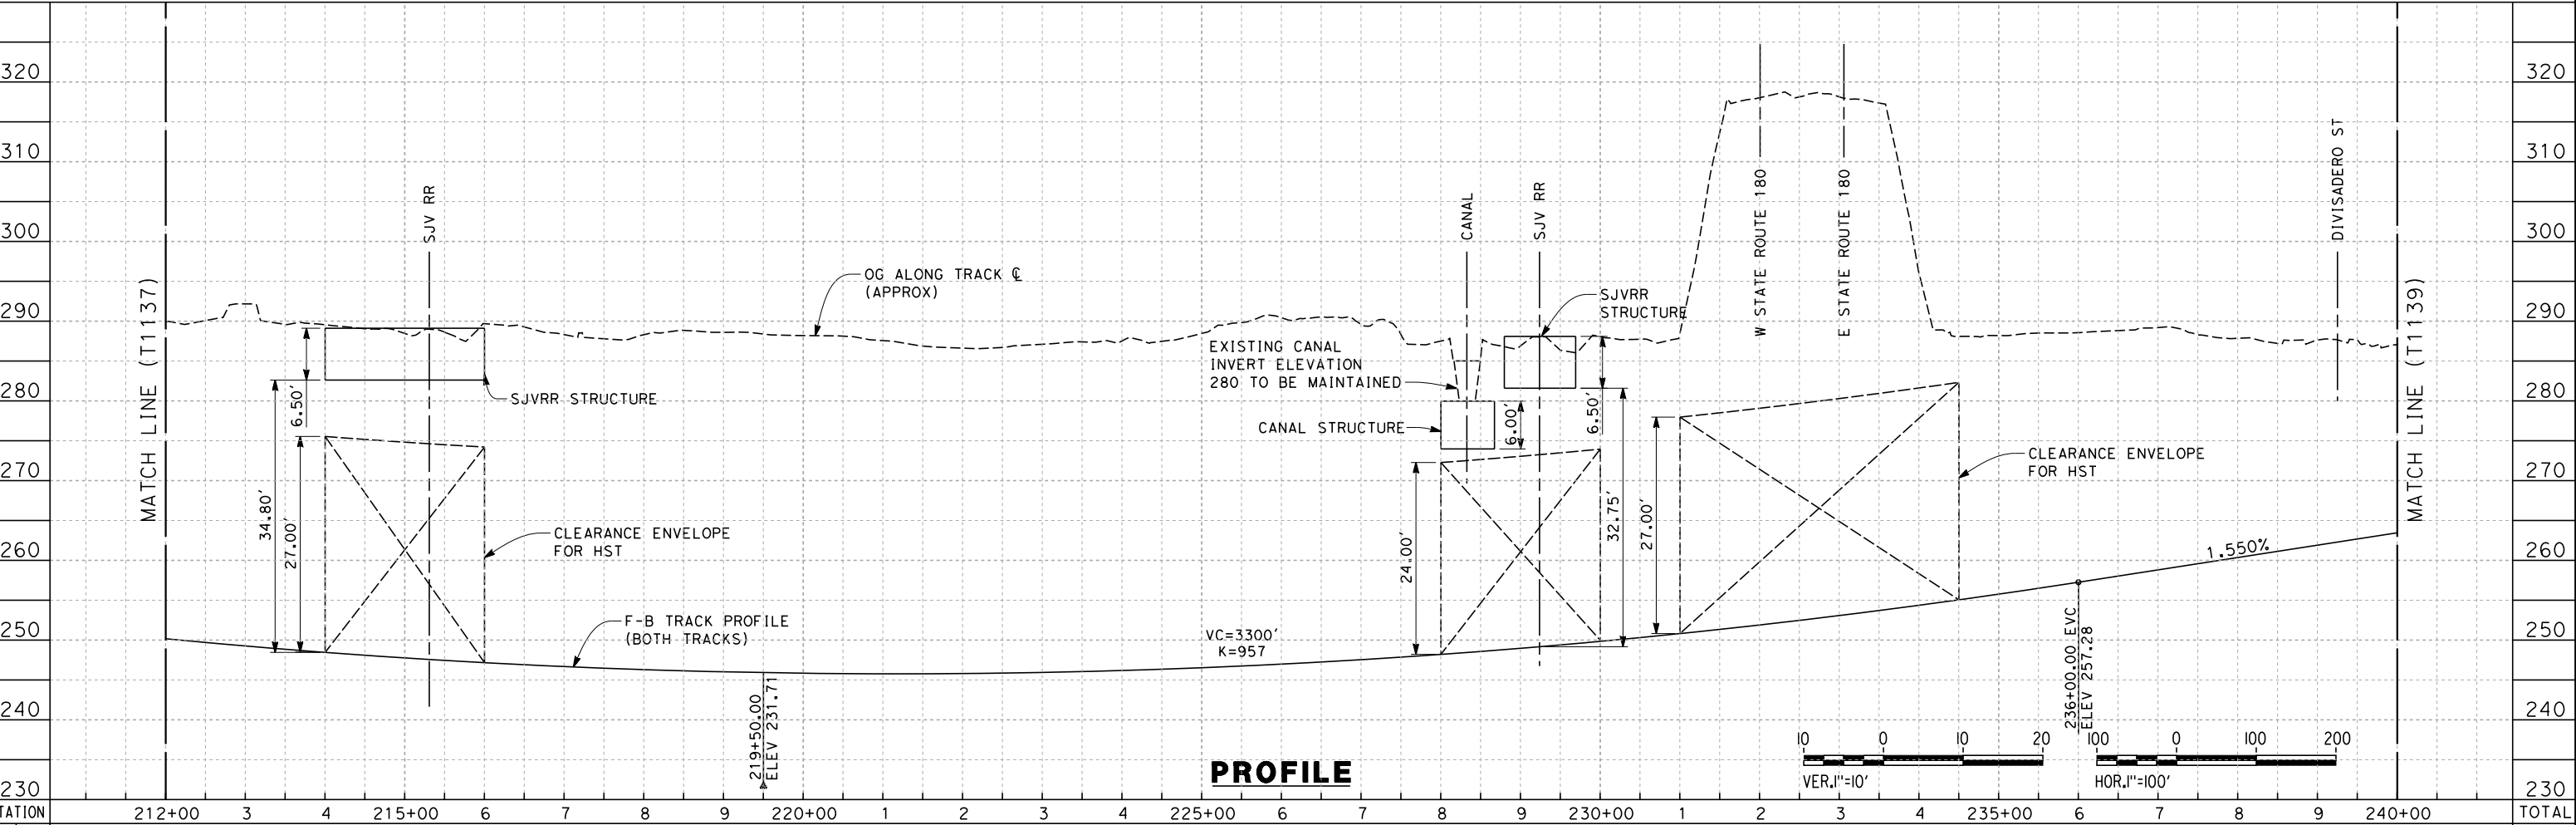 320
310
300
290
280
270
260
250
240
230
TATION
MATCH LINE (T1137)
SJV RR
6.50'
34.80'
27.00'
SJVRR STRUCTURE
CLEARANCE ENVELOPE
FOR HST
F-B TRACK PROFILE
(BOTH TRACKS)
219+50.00
ELEV 231.71
OG ALONG TRACK ℄
(APPROX)
VC=3300'
K=957
EXISTING CANAL
INVERT ELEVATION
280 TO BE MAINTAINED
CANAL STRUCTURE
CANAL
SJV RR
SJVRR
STRUCTURE
6.00'
6.50'
24.00'
32.75'
27.00'
W STATE ROUTE 180
E STATE ROUTE 180
CLEARANCE ENVELOPE
FOR HST
1.550%
236+00.00 EVC
ELEV 257.28
DIVISADERO ST
MATCH LINE (T1139)
PROFILE
10 0 10 20
VER.1"=10'
100 0 100 200
HOR.1"=100'
212+00 3 4 215+00 6 7 8 9 220+00 1 2 3 4 225+00 6 7 8 9 230+00 1 2 3 4 235+00 6 7 8 9 240+00
320
310
300
290
280
270
260
250
240
230
TOTAL